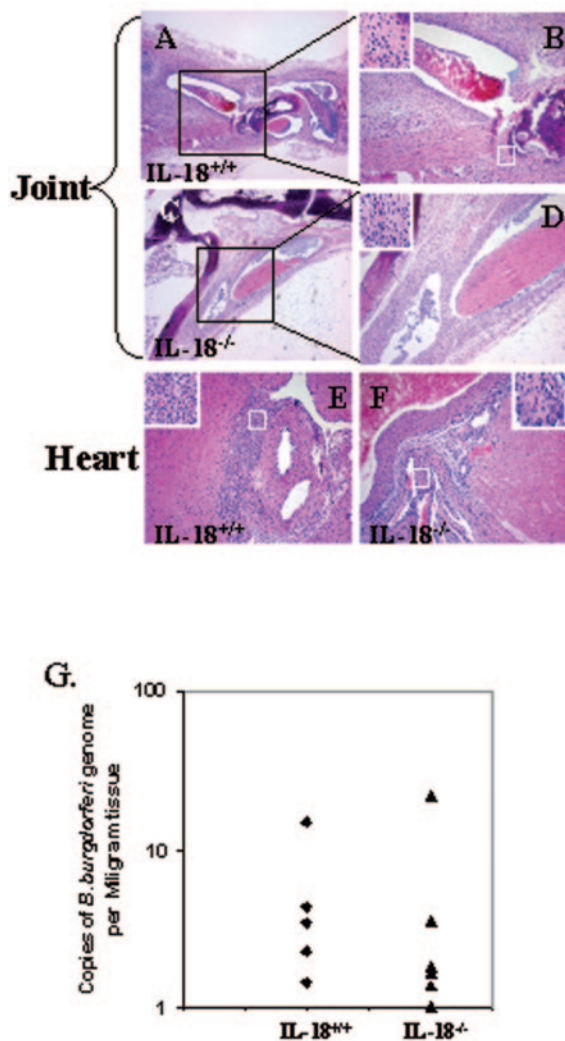 A
B
IL-18+/+
Joint
C
D
IL-18-/-
E
F
Heart
IL-18+/+
IL-18-/-
G.
Copies of B.burgdorferi genome
per Miligram tissue
100
10
1
IL-18+/+
IL-18-/-